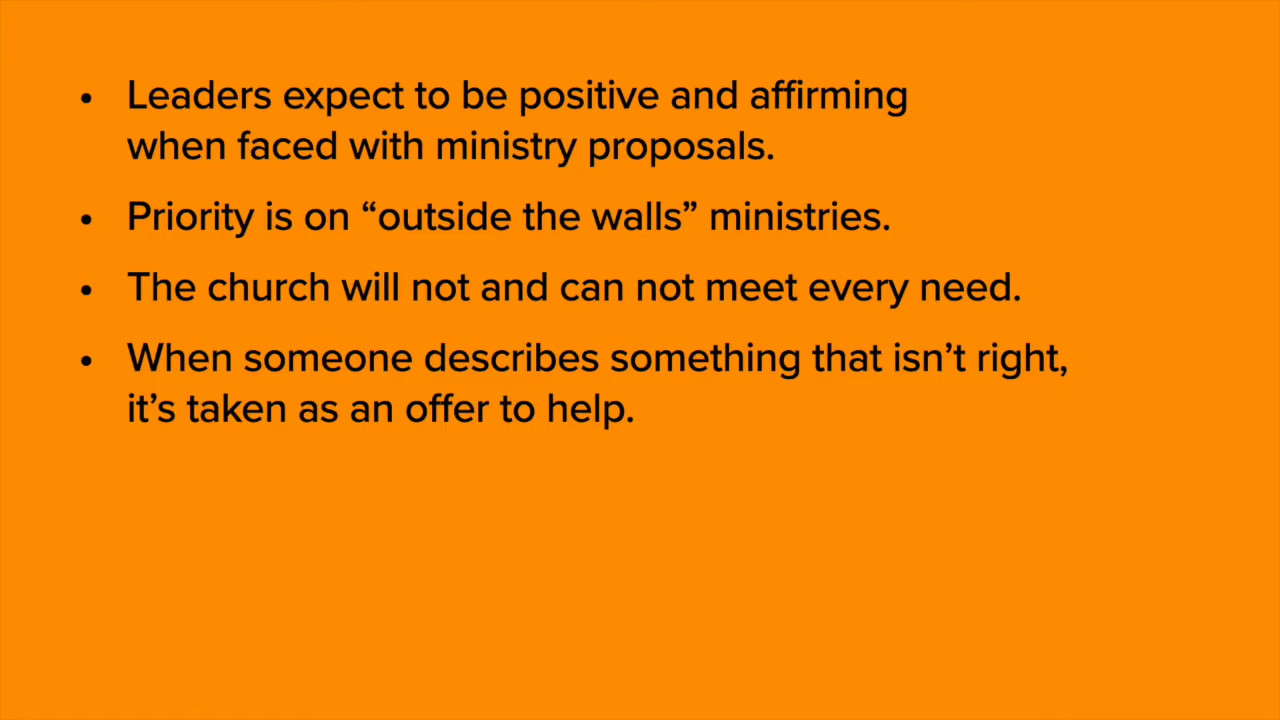 • Leaders expect to be positive and affirming
when faced with ministry proposals.
• Priority is on “outside the walls” ministries.
• The church will not and can not meet every need.
• When someone describes something that isn’t right,
it’s taken as an offer to help.